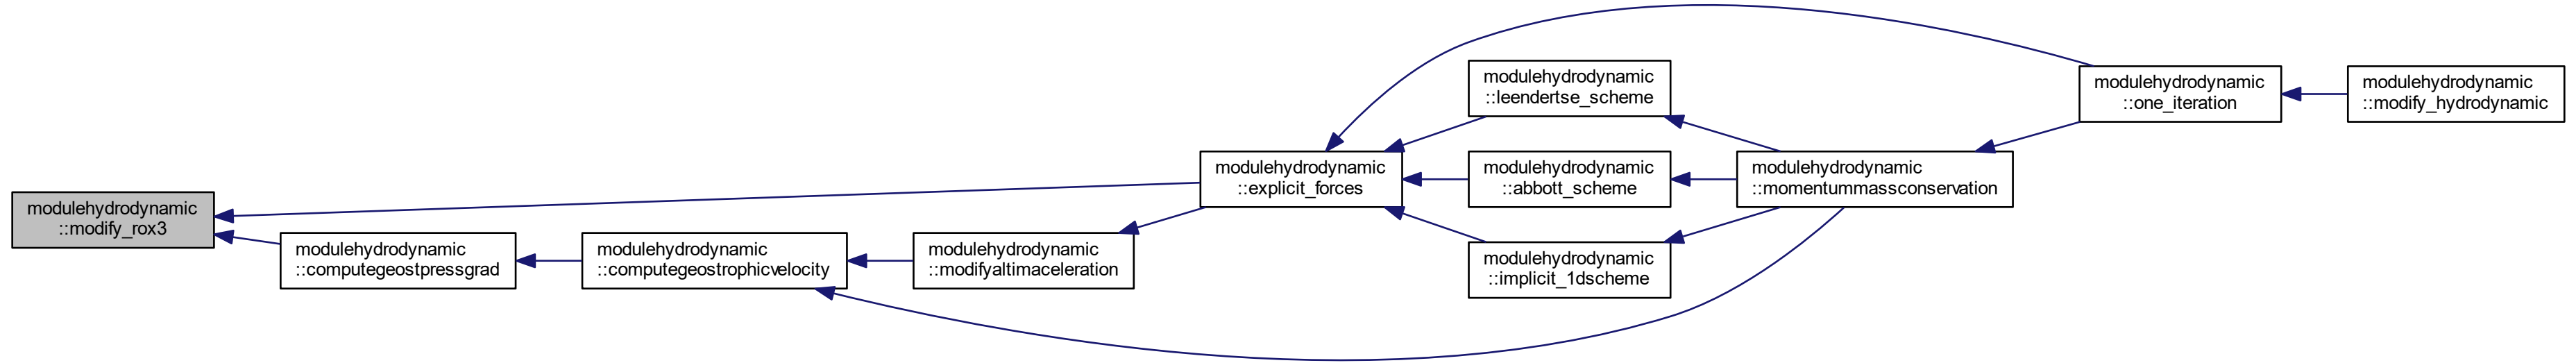 modulehydrodynamic
::modify_rox3
modulehydrodynamic
::computegeostpressgrad
modulehydrodynamic
::computegeostrophicvelocity
modulehydrodynamic
::modifyaltimaceleration
modulehydrodynamic
::explicit_forces
modulehydrodynamic
::leendertse_scheme
modulehydrodynamic
::abbott_scheme
modulehydrodynamic
::implicit_1dscheme
modulehydrodynamic
::momentummassconservation
modulehydrodynamic
::one_iteration
modulehydrodynamic
::modify_hydrodynamic